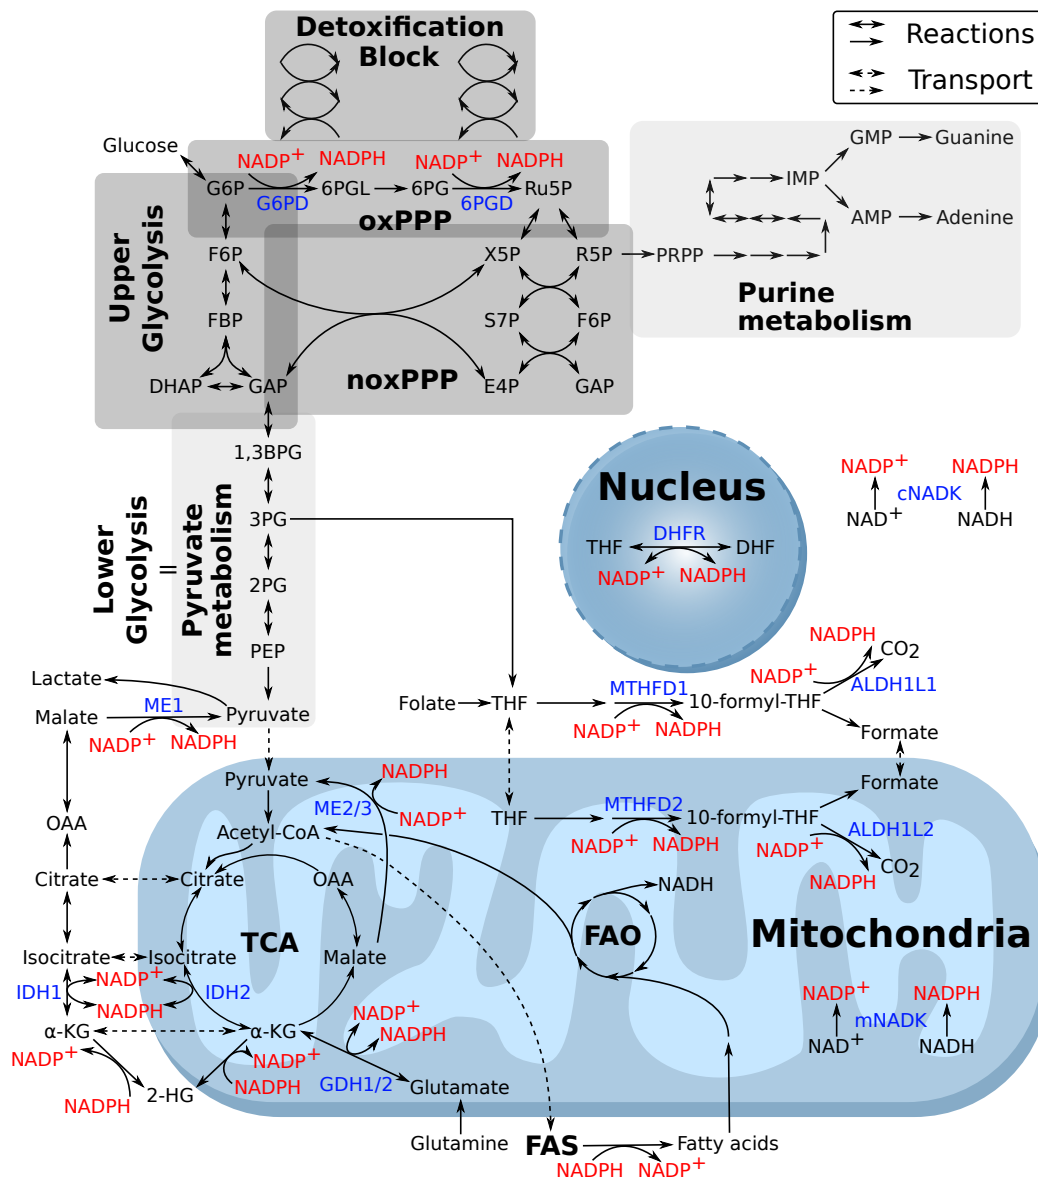 Detoxification
Block
Reactions
Transport
Glucose
NADP+ NADPH NADP+ NADPH
G6P 6PGL 6PG Ru5P
G6PD 6PGD
oxPPP
GMP Guanine
IMP
AMP Adenine
PRPP
Purine
metabolism
Upper
Glycolysis
F6P X5P R5P
FBP S7P F6P
DHAP GAP noxPPP E4P GAP
1,3BPG
3PG
2PG
PEP
Lower
Glycolysis
=
Pyruvate
metabolism
Nucleus
DHFR
THF DHF
NADP+ NADPH
NADP+ NADPH
cNADK
NAD+ NADH
Lactate
Malate ME1 Pyruvate
NADP+ NADPH
Folate THF MTHFD1 10-formyl-THF
NADP+ NADPH
NADPH
NADP+ CO2
ALDH1L1
Formate
Formate
Pyruvate
NADPH
ME2/3
NADP+
Acetyl-CoA
THF MTHFD2 10-formyl-THF
NADP+ NADPH
ALDH1L2
NADP+
CO2
NADPH
OAA
Citrate Citrate OAA
NADH
FAO
TCA
Mitochondria
Isocitrate Isocitrate Malate
NADP+
IDH1 IDH2
NADPH
α-KG α-KG
NADP+
NADPH
NADP+ NADPH
mNADK
NAD+ NADH
NADP+ NADP+
NADPH NADPH
2-HG
GDH1/2 Glutamate
Glutamine FAS Fatty acids
NADPH NADP+